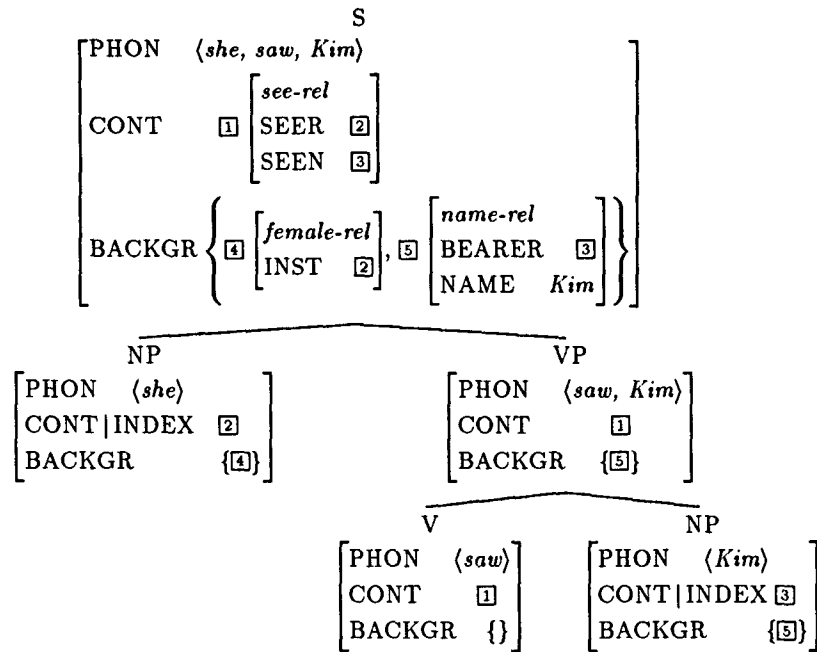 S
PHON ⟨she, saw, Kim⟩
see-rel
CONT 1 SEER 2
SEEN 3
female-rel name-rel
BACKGR { 4 INST 2 , 5 BEARER 3 }
NAME Kim
NP VP
PHON ⟨she⟩ PHON ⟨saw, Kim⟩
CONT|INDEX 2 CONT 1
BACKGR {4} BACKGR {5}
V NP
PHON ⟨saw⟩ PHON ⟨Kim⟩
CONT 1 CONT|INDEX 3
BACKGR {} BACKGR {5}